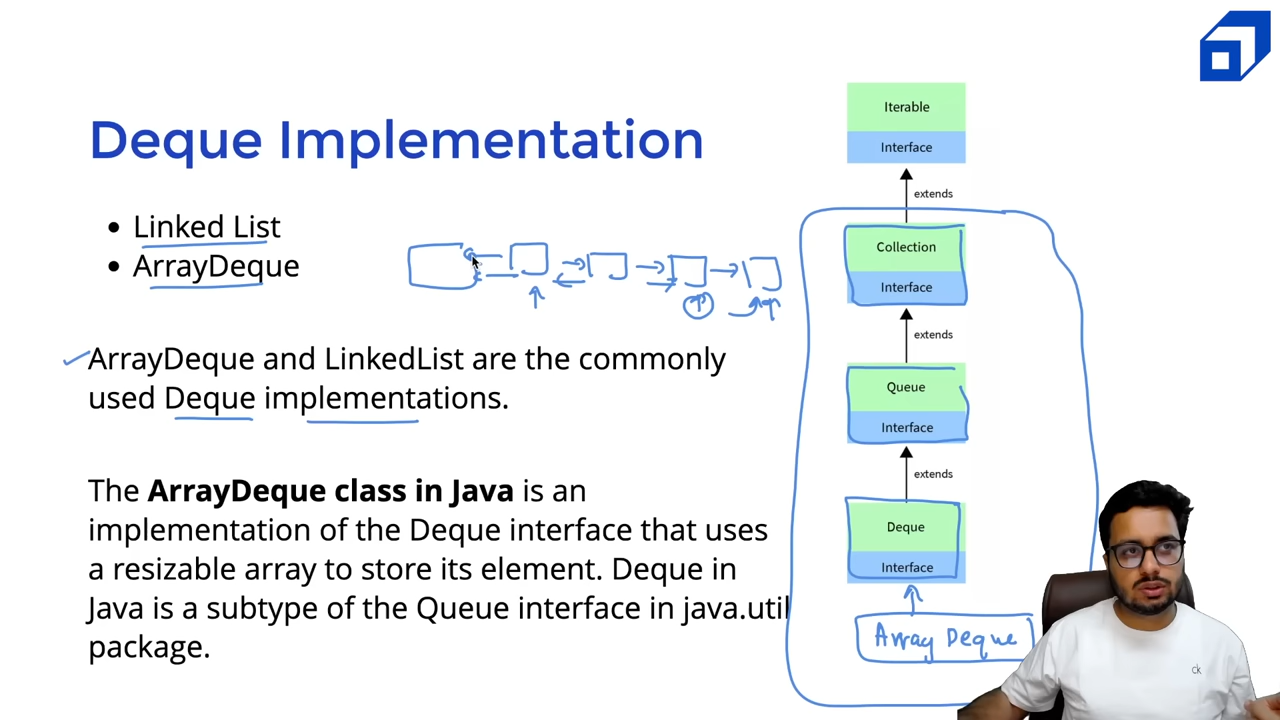 Deque Implementation
• Linked List
• ArrayDeque
ArrayDeque and LinkedList are the commonly
used Deque implementations.
The ArrayDeque class in Java is an
implementation of the Deque interface that uses
a resizable array to store its element. Deque in
Java is a subtype of the Queue interface in java.util
package.
Iterable
Interface
extends
Collection
Interface
extends
Queue
Interface
extends
Deque
Interface
Array Deque
ck